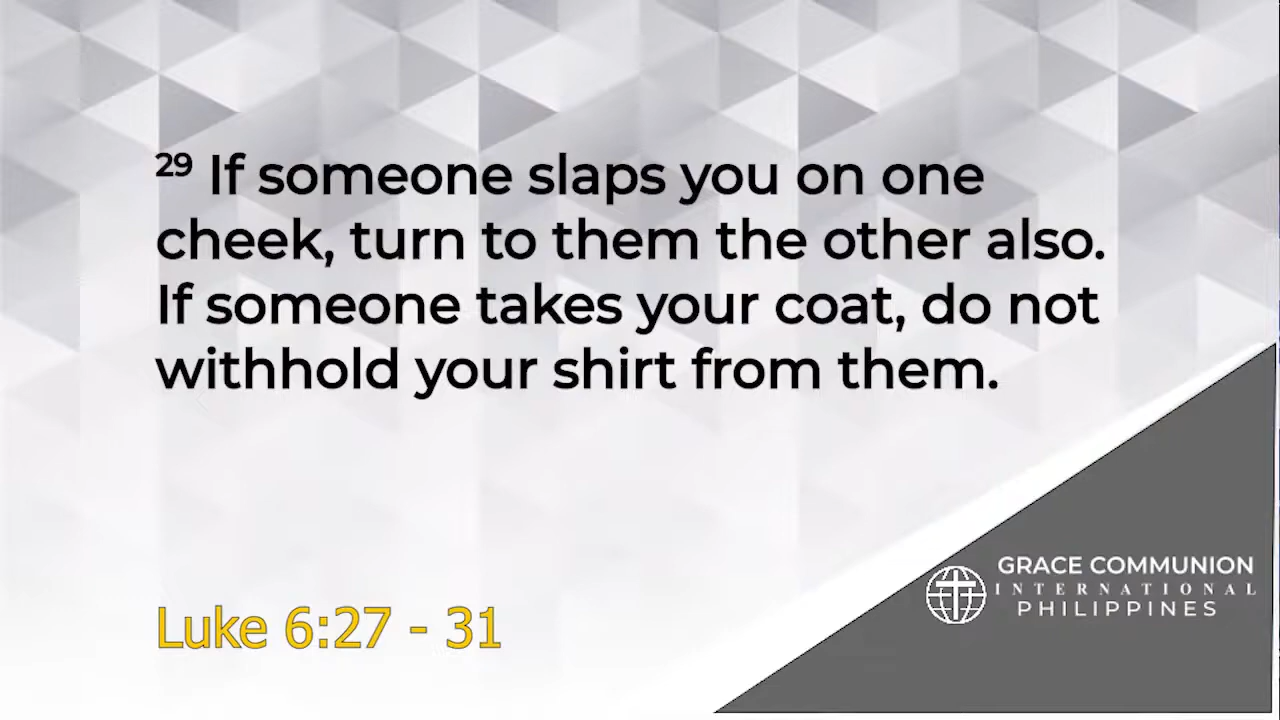 29 If someone slaps you on one
cheek, turn to them the other also.
If someone takes your coat, do not
withhold your shirt from them.
Luke 6:27 - 31
GRACE COMMUNION
INTERNATIONAL
PHILIPPINES